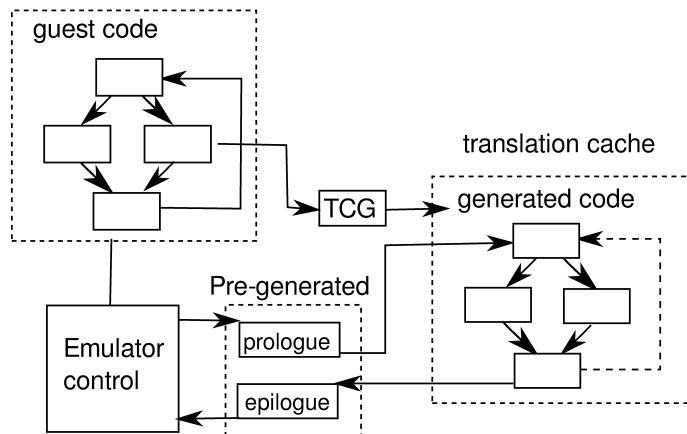 guest code
translation cache
TCG
generated code
Pre-generated
prologue
Emulator
control
epilogue